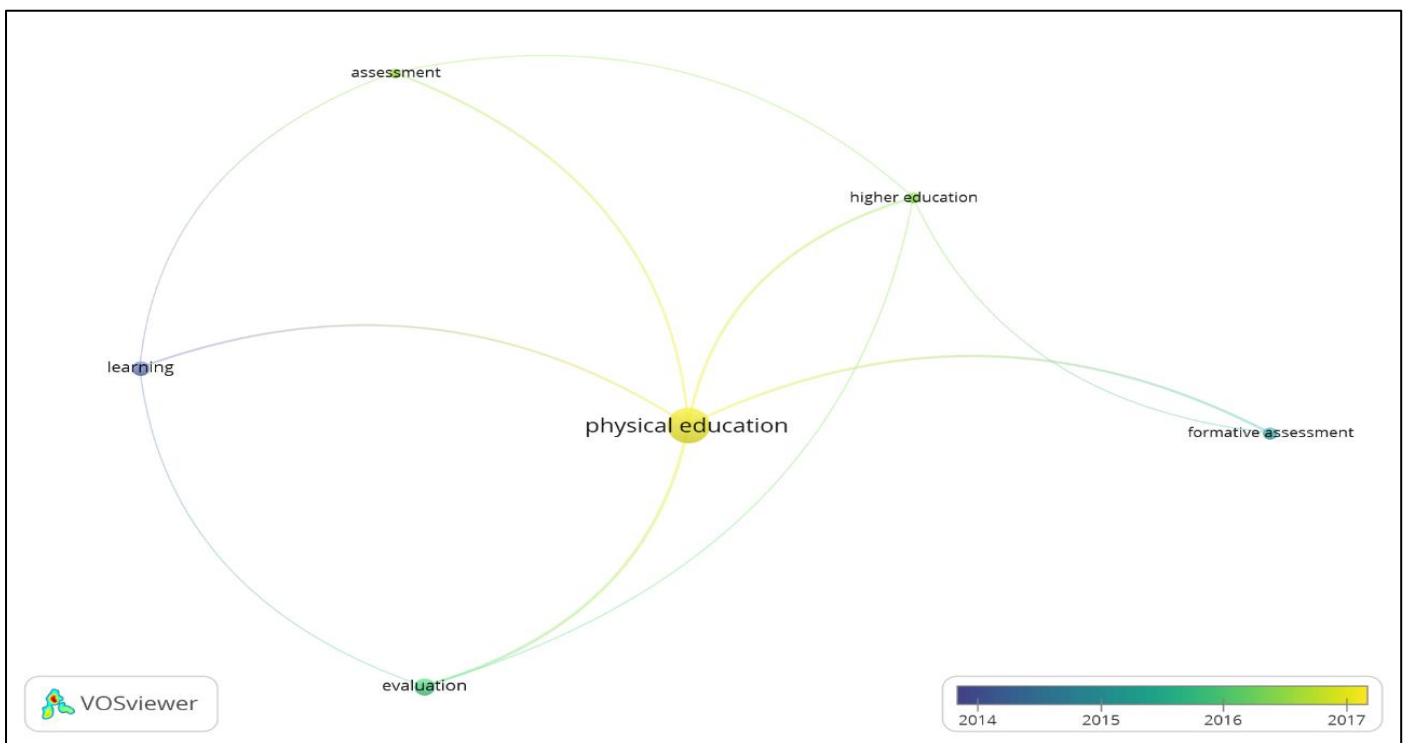 assessment
higher education
learning
physical education
formative assessment
evaluation
VOSviewer
2014 2015 2016 2017